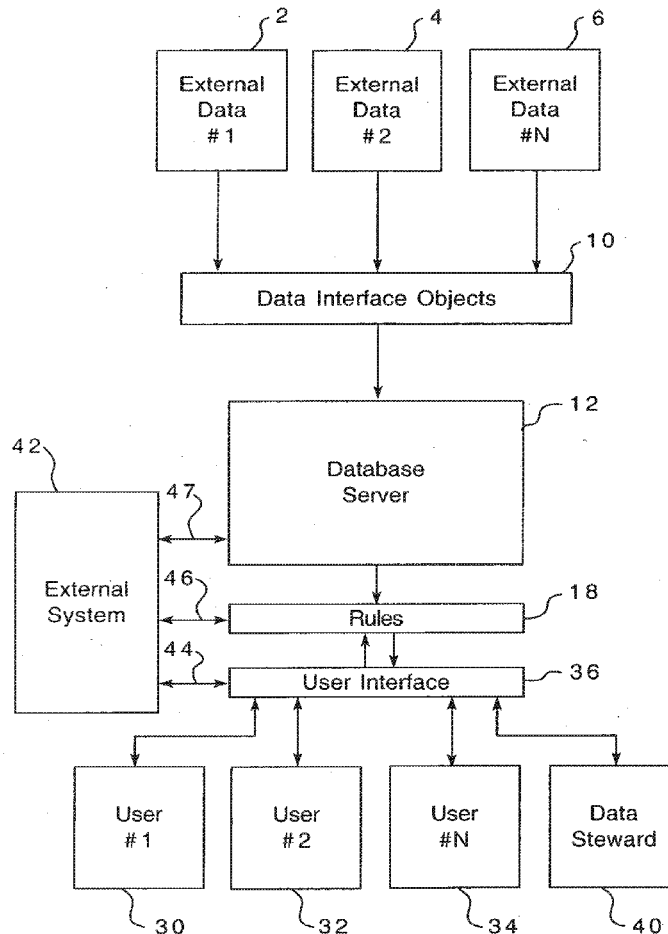 2
4
6
External
Data
#1
External
Data
#2
External
Data
#N
10
Data Interface Objects
12
Database
Server
42
47
External
System
46
Rules
18
44
User Interface
36
User
#1
User
#2
User
#N
Data
Steward
30
32
34
40